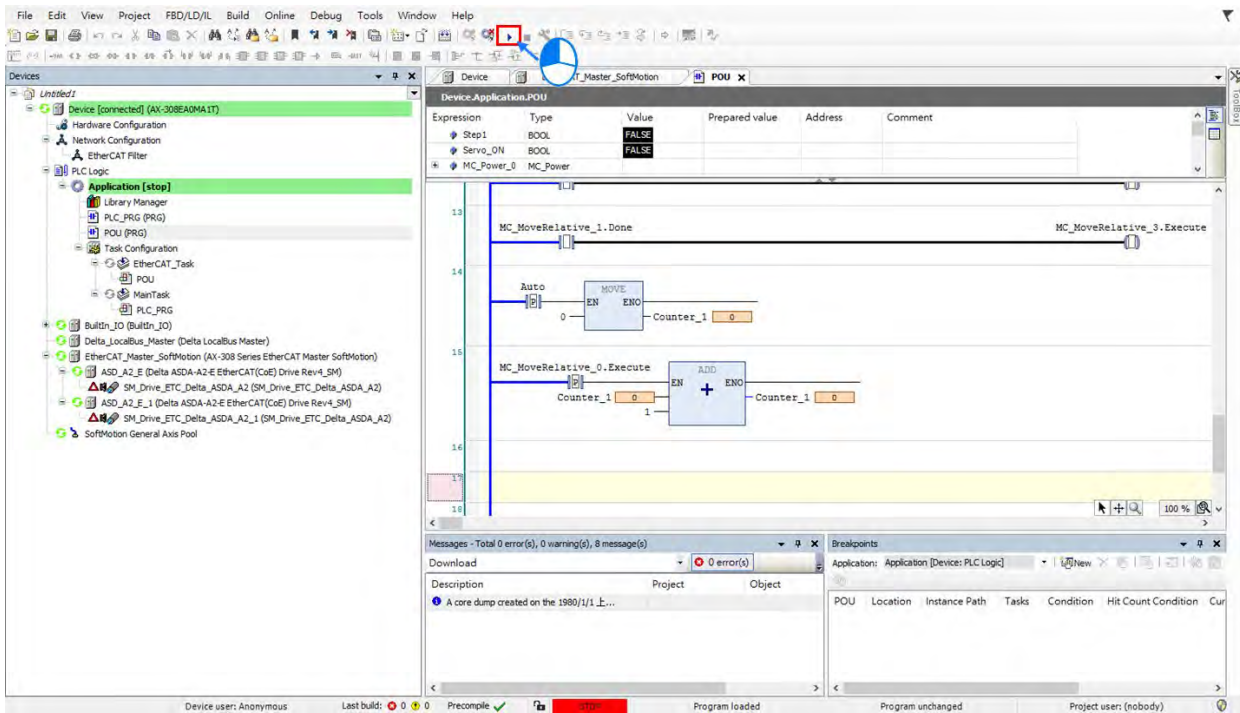 File Edit View Project FBD/LD/IL Build Online Debug Tools Window Help
Devices
Untitled1
Device [connected] (AX-308EA0MA1T)
Hardware Configuration
Network Configuration
EtherCAT Filter
PLC Logic
Application [stop]
Library Manager
PLC_PRG (PRG)
POU (PRG)
Task Configuration
EtherCAT_Task
POU
MainTask
PLC_PRG
BuiltIn_IO (BuiltIn_IO)
Delta_LocalBus_Master (Delta LocalBus Master)
EtherCAT_Master_SoftMotion (AX-308 Series EtherCAT Master SoftMotion)
ASD_A2_E (Delta ASDA-A2-E EtherCAT(CoE) Drive Rev4_SM)
SM_Drive_ETC_Delta_ASDA_A2 (SM_Drive_ETC_Delta_ASDA_A2)
ASD_A2_E_1 (Delta ASDA-A2-E EtherCAT(CoE) Drive Rev4_SM)
SM_Drive_ETC_Delta_ASDA_A2_1 (SM_Drive_ETC_Delta_ASDA_A2)
SoftMotion General Axis Pool
Device T_Master_SoftMotion POU
ToolBox
Device.Application.POU
Expression Type Value Prepared value Address Comment
Step1 BOOL FALSE
Servo_ON BOOL FALSE
MC_Power_0 MC_Power
13
MC_MoveRelative_1.Done MC_MoveRelative_3.Execute
14
Auto MOVE
P EN ENO
0 Counter_1 0
15
MC_MoveRelative_0.Execute ADD
P EN + ENO
Counter_1 0 Counter_1 0
1
16
17
18
100 %
Messages - Total 0 error(s), 0 warning(s), 8 message(s)
Download 0 error(s)
Description Project Object
A core dump created on the 1980/1/1 上...
Breakpoints
Application: Application [Device: PLC Logic] New
POU Location Instance Path Tasks Condition Hit Count Condition Cur
Device user: Anonymous Last build: 0 0 Precompile STOP Program loaded Program unchanged Project user: (nobody)